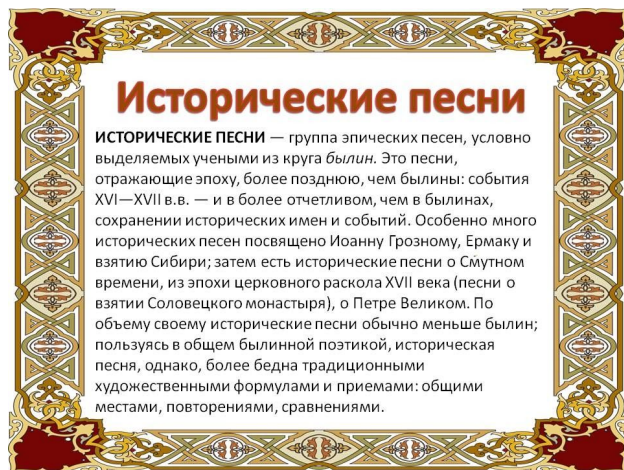 Исторические песни
ИСТОРИЧЕСКИЕ ПЕСНИ — группа эпических песен, условно
выделяемых учеными из круга былин. Это песни,
отражающие эпоху, более позднюю, чем былины: события
XVI—XVII в.в. — и в более отчетливом, чем в былинах,
сохранении исторических имен и событий. Особенно много
исторических песен посвящено Иоанну Грозному, Ермаку и
взятию Сибири; затем есть исторические песни о Смутном
времени, из эпохи церковного раскола XVII века (песни о
взятии Соловецкого монастыря), о Петре Великом. По
объему своему исторические песни обычно меньше былин;
пользуясь в общем былинной поэтикой, историческая
песня, однако, более бедна традиционными
художественными формулами и приемами: общими
местами, повторениями, сравнениями.